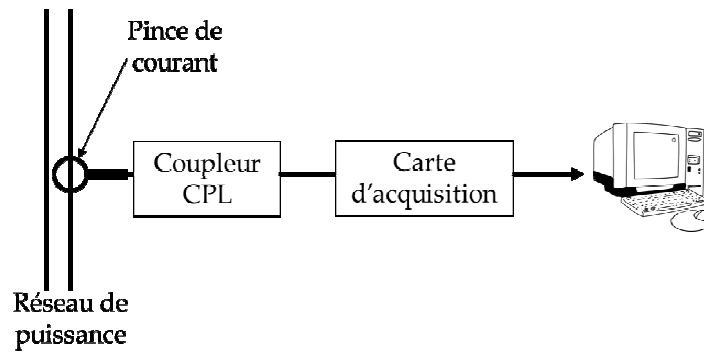 Pince de
courant
Coupleur
CPL
Carte
d'acquisition
Réseau de
puissance